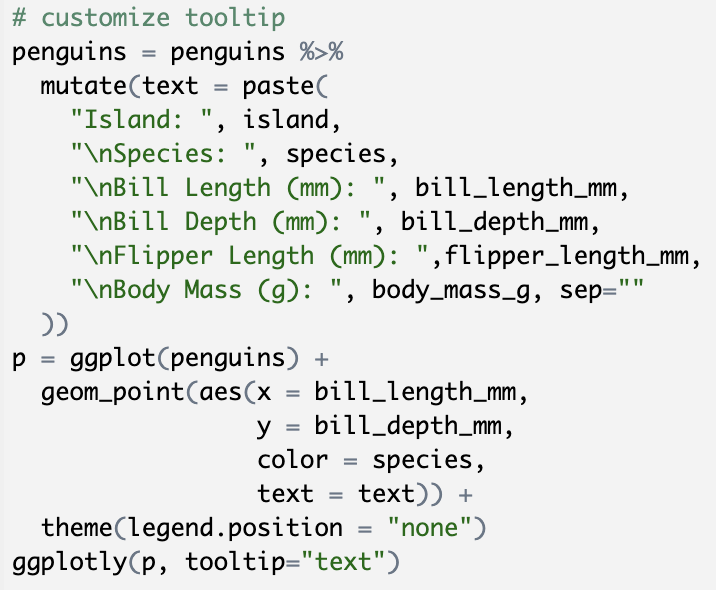 # customize tooltip
penguins = penguins %>%
  mutate(text = paste(
    "Island: ", island,
    "\nSpecies: ", species,
    "\nBill Length (mm): ", bill_length_mm,
    "\nBill Depth (mm): ", bill_depth_mm,
    "\nFlipper Length (mm): ",flipper_length_mm,
    "\nBody Mass (g): ", body_mass_g, sep=""
  ))
p = ggplot(penguins) +
  geom_point(aes(x = bill_length_mm,
                 y = bill_depth_mm,
                 color = species,
                 text = text)) +
  theme(legend.position = "none")
ggplotly(p, tooltip="text")